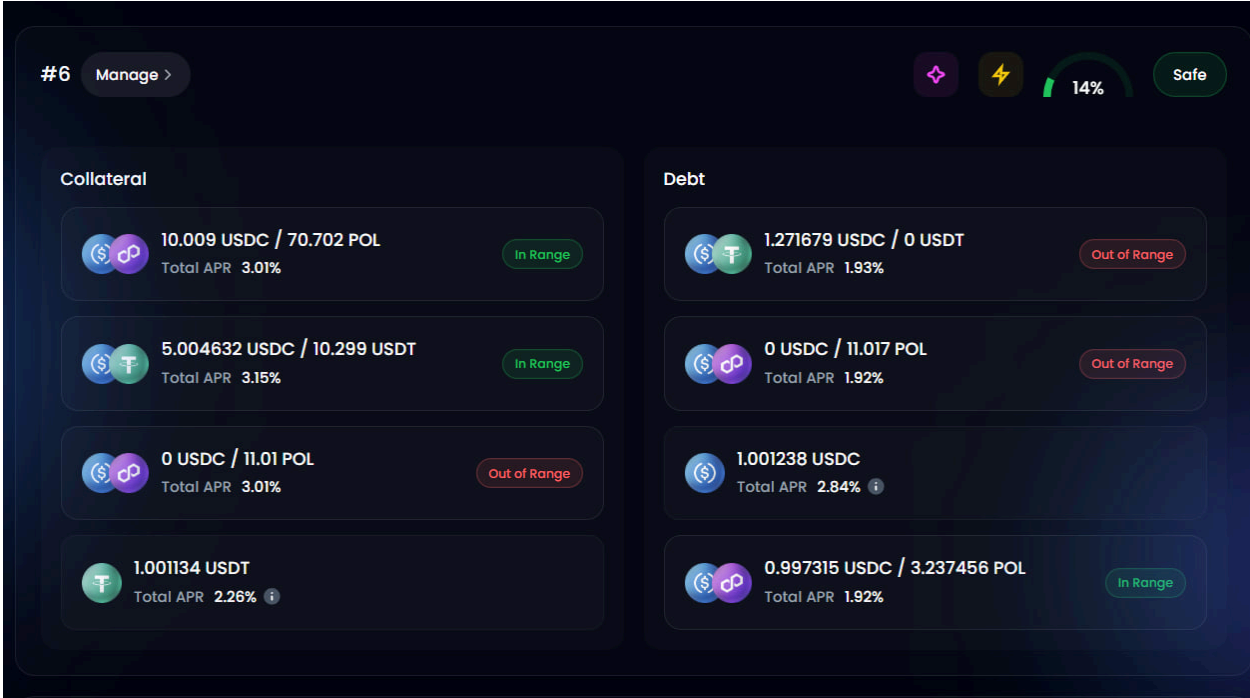 #6
Manage >
14%
Safe
Collateral
10.009 USDC / 70.702 POL
Total APR 3.01%
In Range
5.004632 USDC / 10.299 USDT
Total APR 3.15%
In Range
0 USDC / 11.01 POL
Total APR 3.01%
Out of Range
1.001134 USDT
Total APR 2.26%
Debt
1.271679 USDC / 0 USDT
Total APR 1.93%
Out of Range
0 USDC / 11.017 POL
Total APR 1.92%
Out of Range
1.001238 USDC
Total APR 2.84%
0.997315 USDC / 3.237456 POL
Total APR 1.92%
In Range